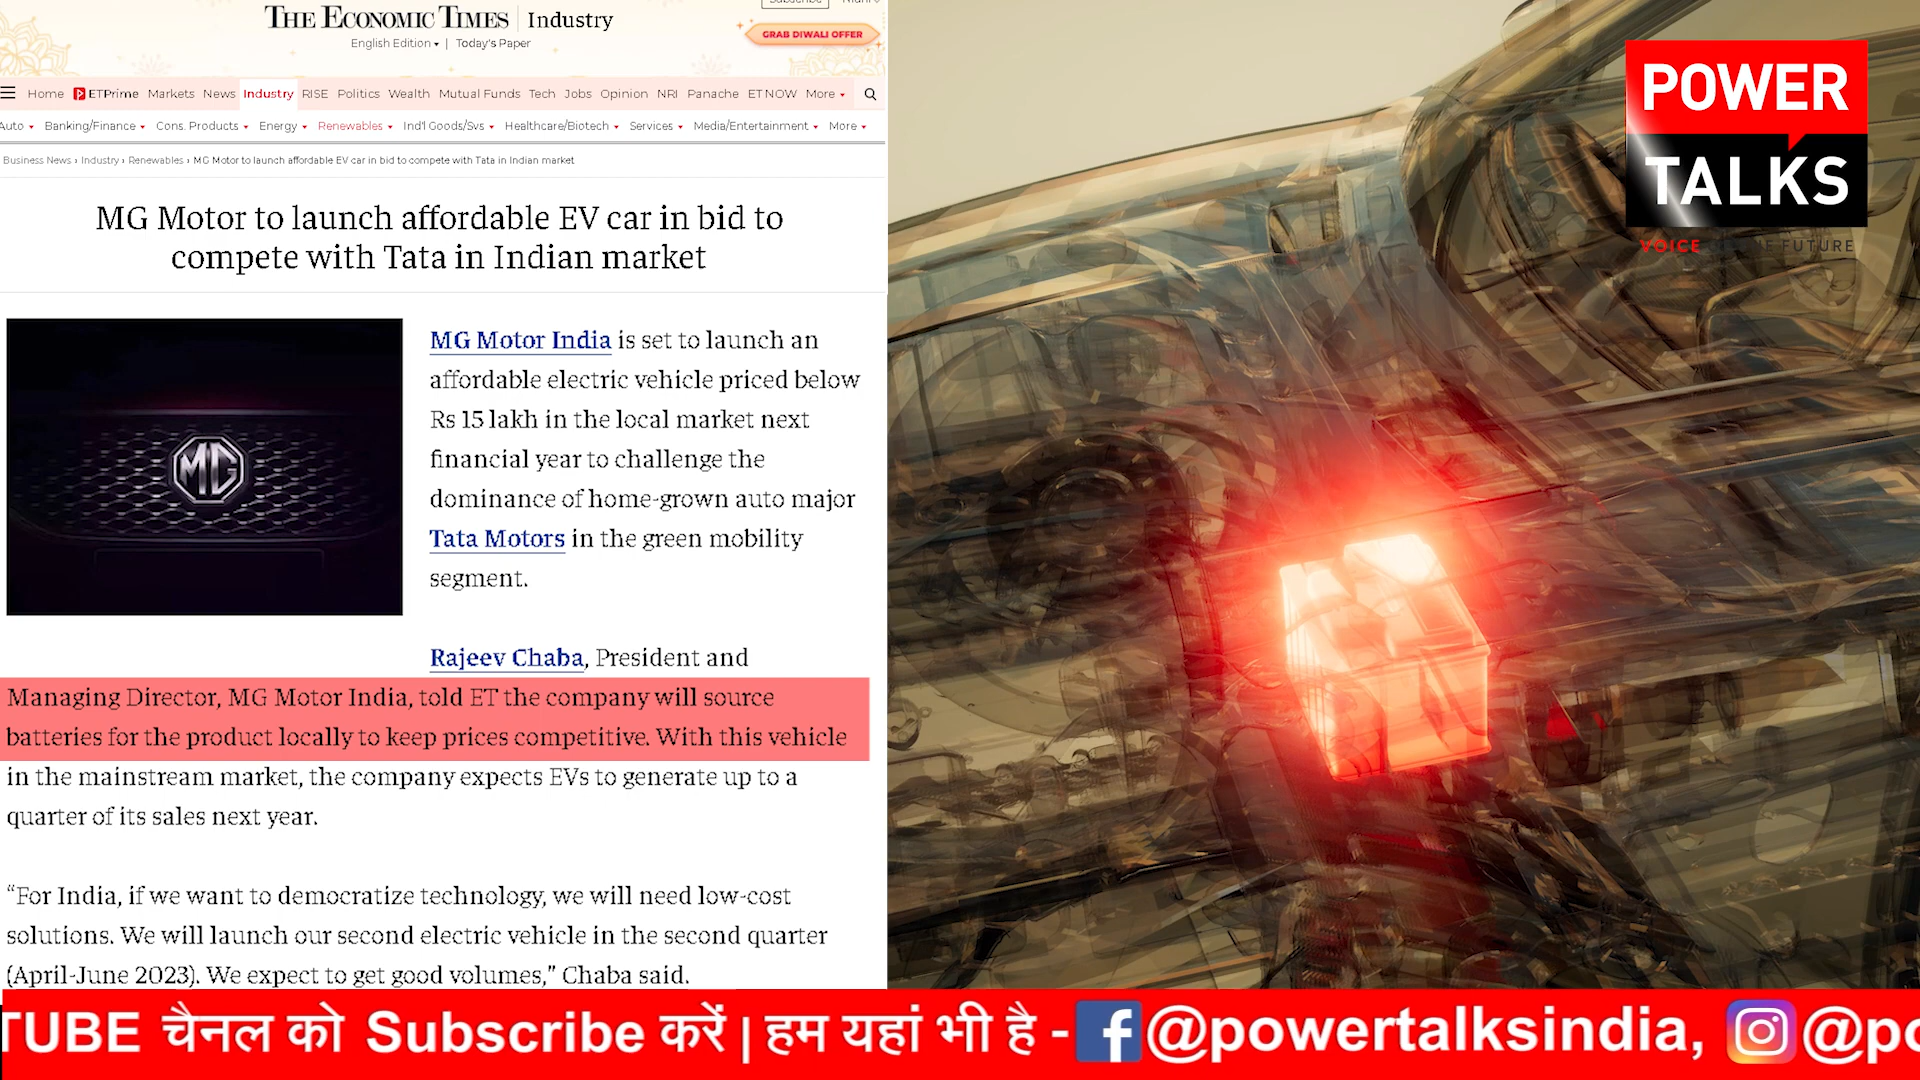 THE ECONOMIC TIMES | Industry
Subscribe
English Edition | Today's Paper
GRAB DIWALI OFFER
Home ETPrime Markets News Industry RISE Politics Wealth Mutual Funds Tech Jobs Opinion NRI Panache ET NOW More
Auto Banking/Finance Cons. Products Energy Renewables Ind'l Goods/Svs Healthcare/Biotech Services Media/Entertainment More
Business News › Industry › Renewables › MG Motor to launch affordable EV car in bid to compete with Tata in Indian market
MG Motor to launch affordable EV car in bid to
compete with Tata in Indian market
MG
MG Motor India is set to launch an
affordable electric vehicle priced below
Rs 15 lakh in the local market next
financial year to challenge the
dominance of home-grown auto major
Tata Motors in the green mobility
segment.
Rajeev Chaba, President and
Managing Director, MG Motor India, told ET the company will source
batteries for the product locally to keep prices competitive. With this vehicle
in the mainstream market, the company expects EVs to generate up to a
quarter of its sales next year.
“For India, if we want to democratize technology, we will need low-cost
solutions. We will launch our second electric vehicle in the second quarter
(April-June 2023). We expect to get good volumes,” Chaba said.
POWER
TALKS
VOICE FUTURE
TUBE चैनल को Subscribe करें | हम यहां भी है - @powertalksindia, @po